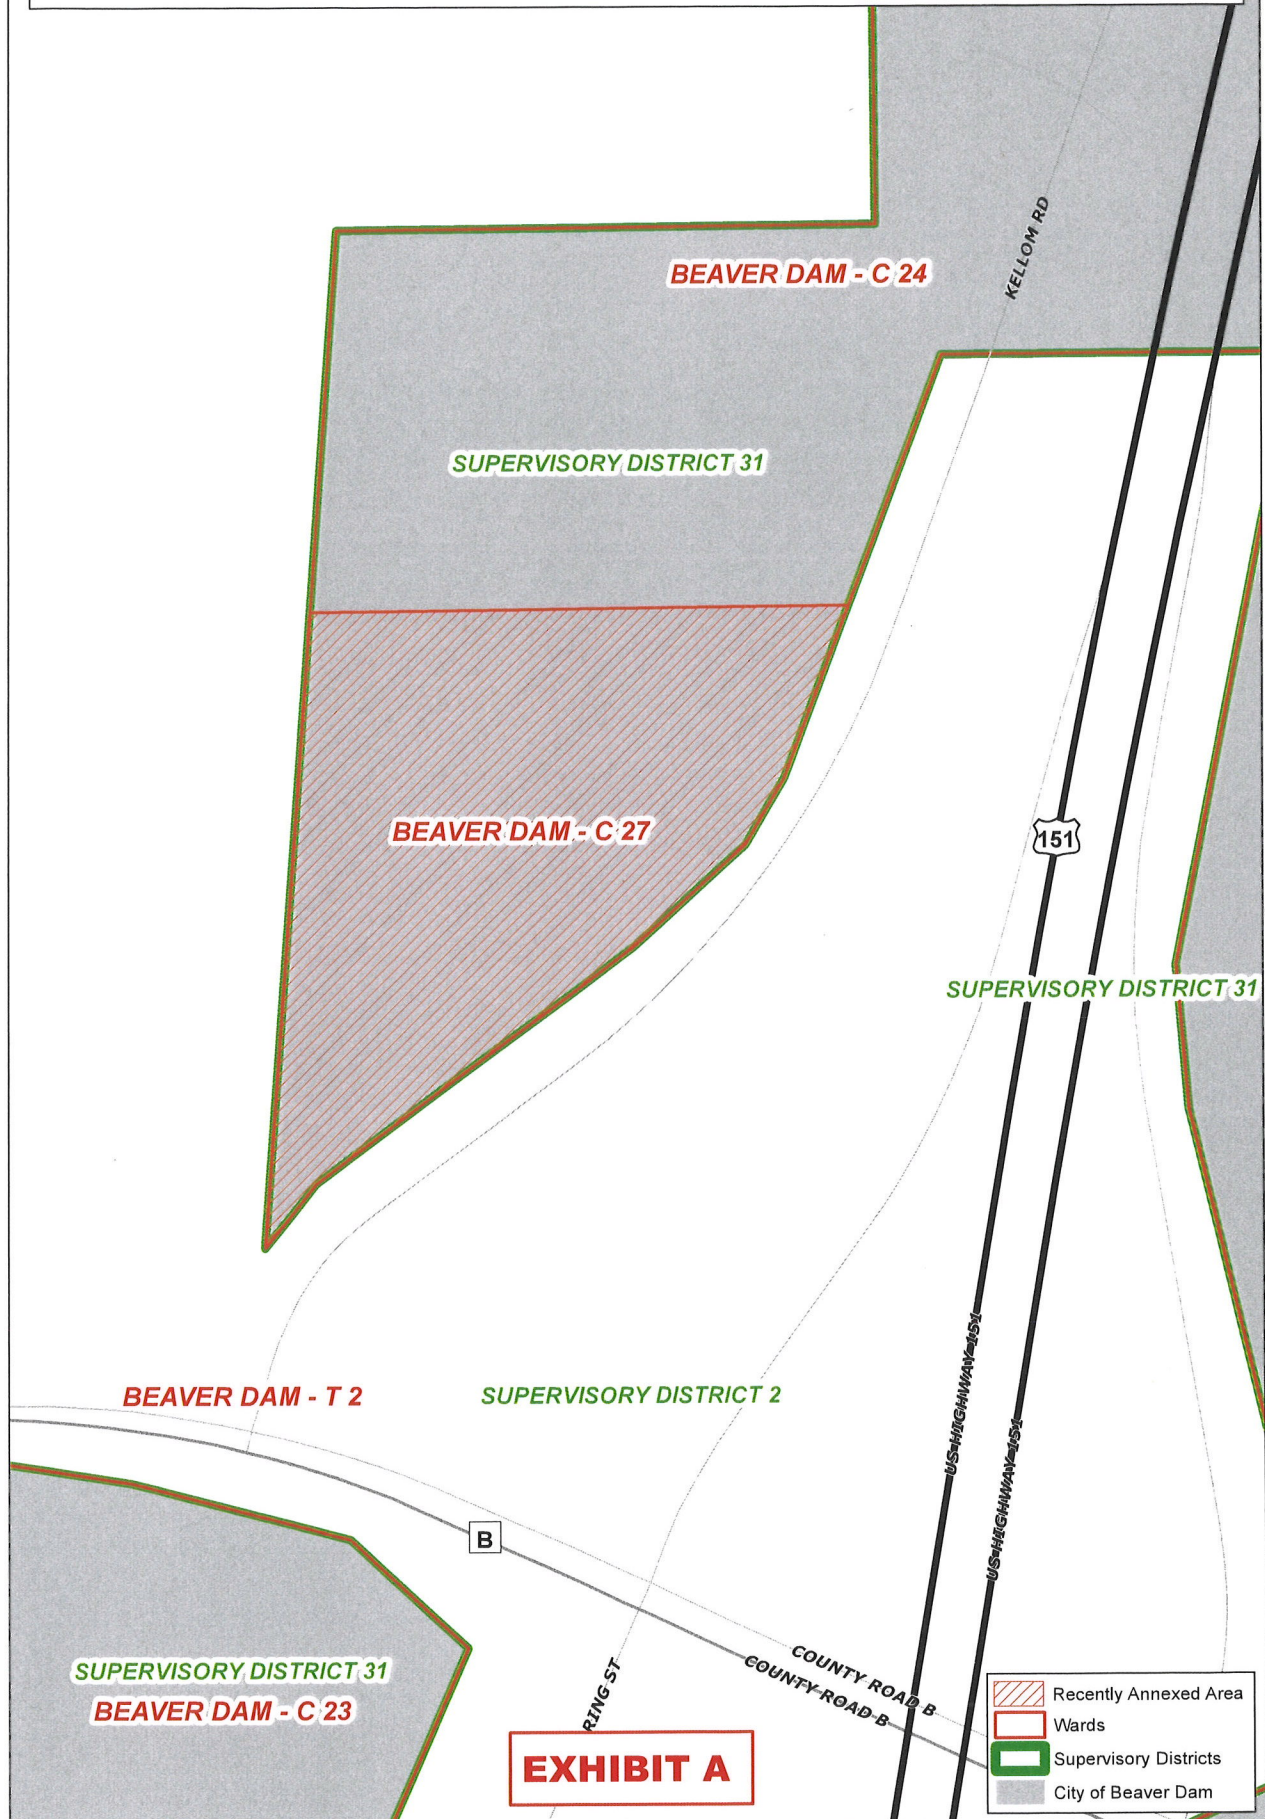 KELLOM RD
BEAVER DAM - C 24
SUPERVISORY DISTRICT 31
BEAVER DAM - C 27
151
SUPERVISORY DISTRICT 31
US HIGHWAY 151
US HIGHWAY 151
BEAVER DAM - T 2
SUPERVISORY DISTRICT 2
B
SUPERVISORY DISTRICT 31
BEAVER DAM - C 23
RING ST
COUNTY ROAD B
COUNTY ROAD B
EXHIBIT A
Recently Annexed Area
Wards
Supervisory Districts
City of Beaver Dam